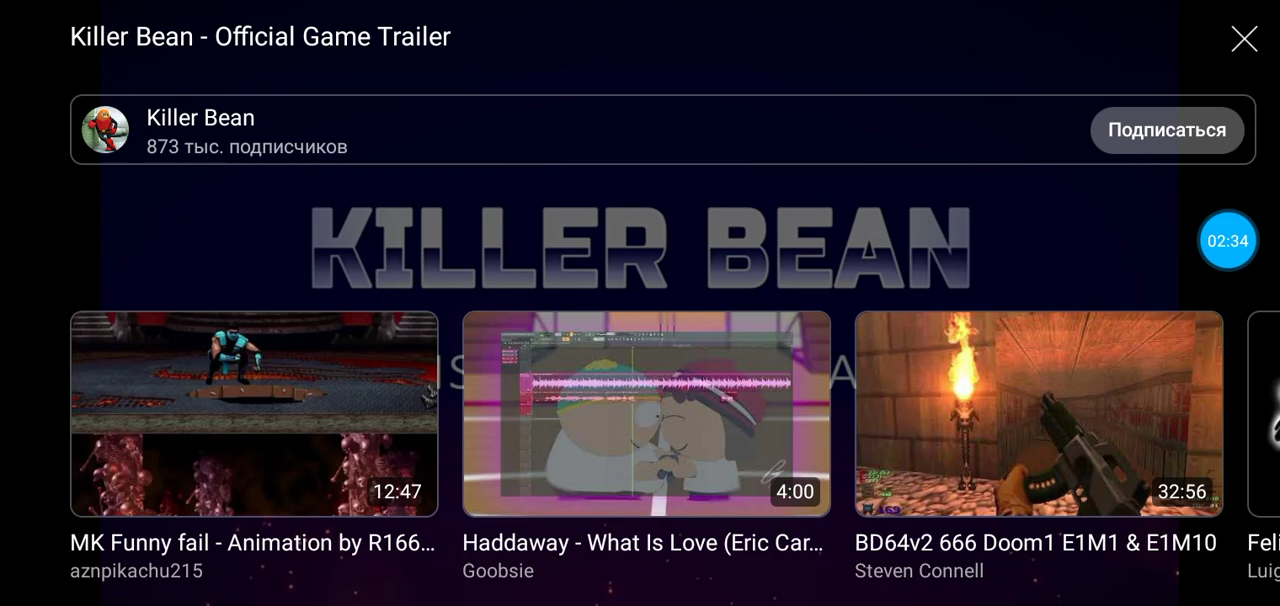 Killer Bean - Official Game Trailer
Killer Bean
873 тыс. подписчиков
Подписаться
KILLER BEAN
02:34
12:47
4:00
32:56
MK Funny fail - Animation by R166...
Haddaway - What Is Love (Eric Car...
BD64v2 666 Doom1 E1M1 & E1M10
Feli
aznpikachu215
Goobsie
Steven Connell
Luig